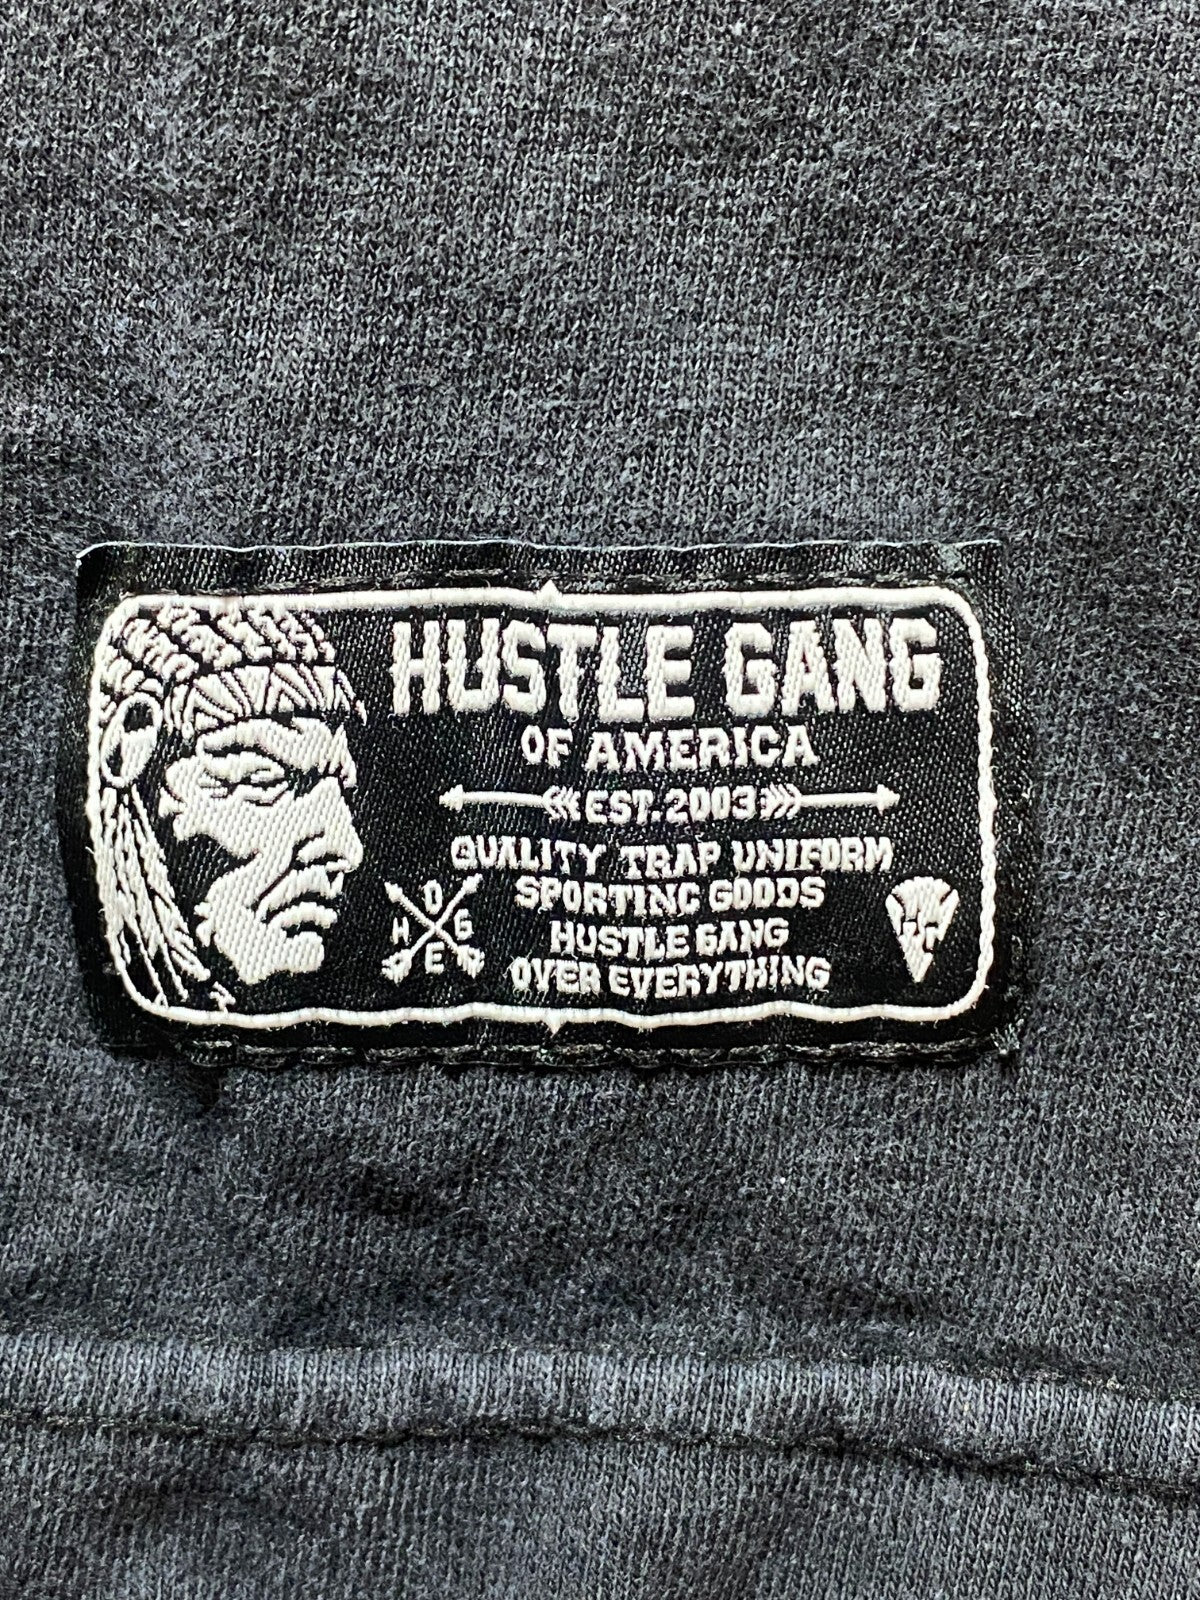 HUSTLE GANG
OF AMERICA
EST. 2003
QUALITY TRAP UNIFORM
SPORTING GOODS
HUSTLE GANG
OVER EVERYTHING
O
H G
E